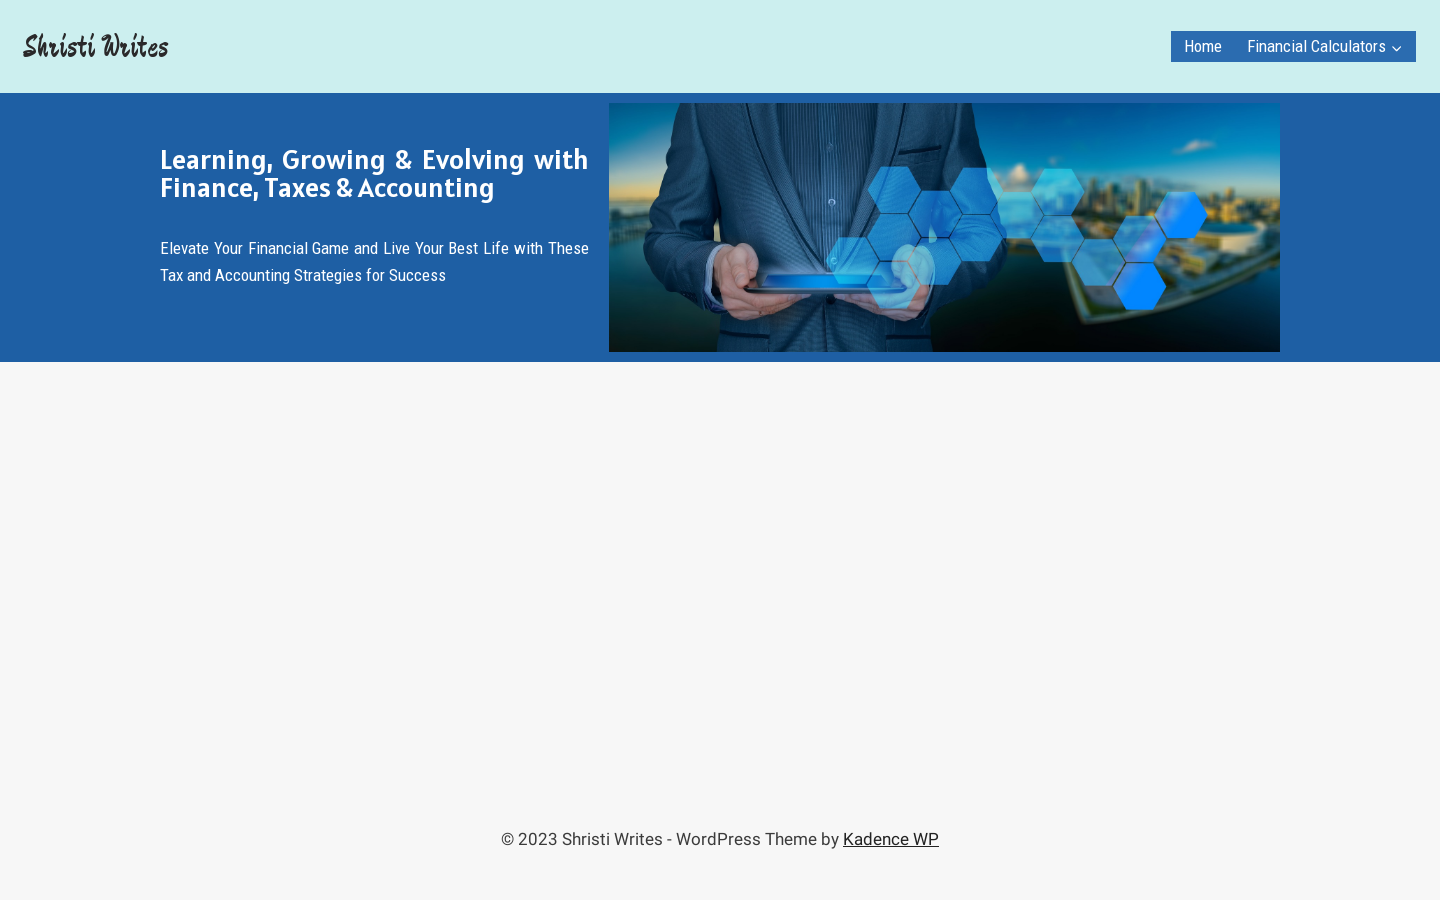 Shristi Writes
Home
Financial Calculators
Learning, Growing & Evolving with
Finance, Taxes & Accounting
Elevate Your Financial Game and Live Your Best Life with These
Tax and Accounting Strategies for Success
© 2023 Shristi Writes - WordPress Theme by Kadence WP